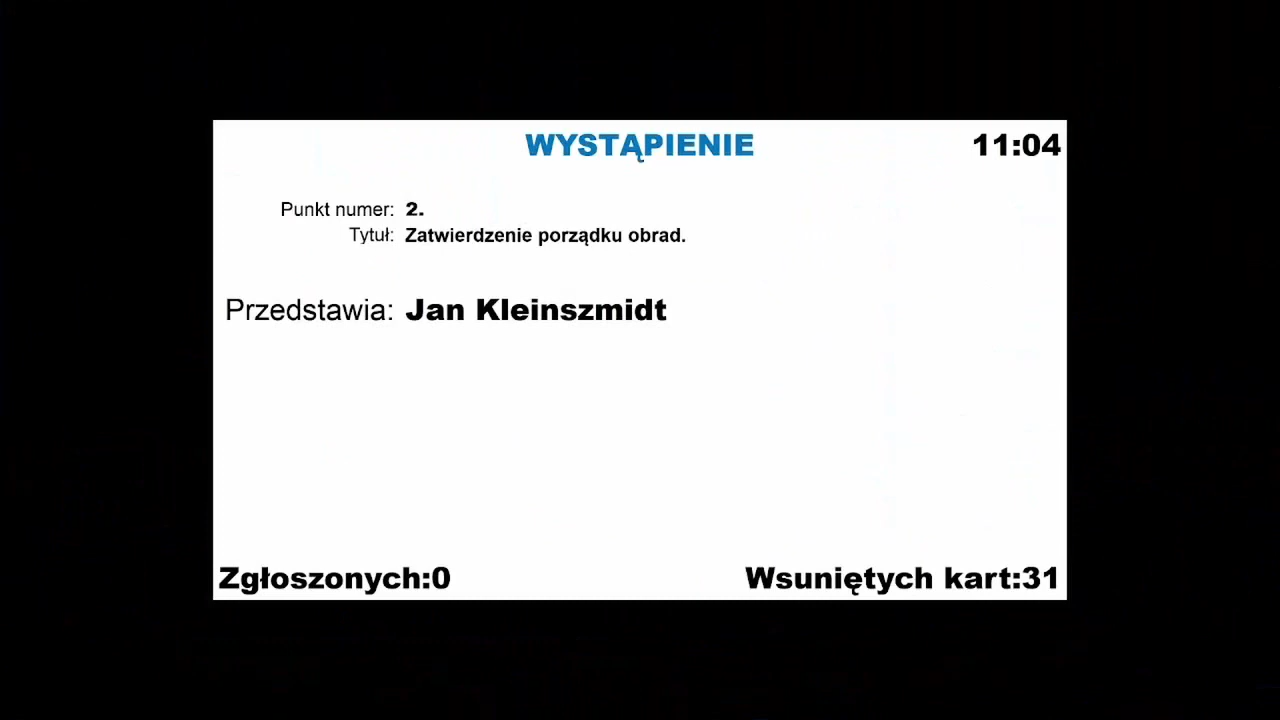 WYSTĄPIENIE 11:04
Punkt numer: 2.
Tytuł: Zatwierdzenie porządku obrad.
Przedstawia: Jan Kleinszmidt
Zgłoszonych:0 Wsuniętych kart:31